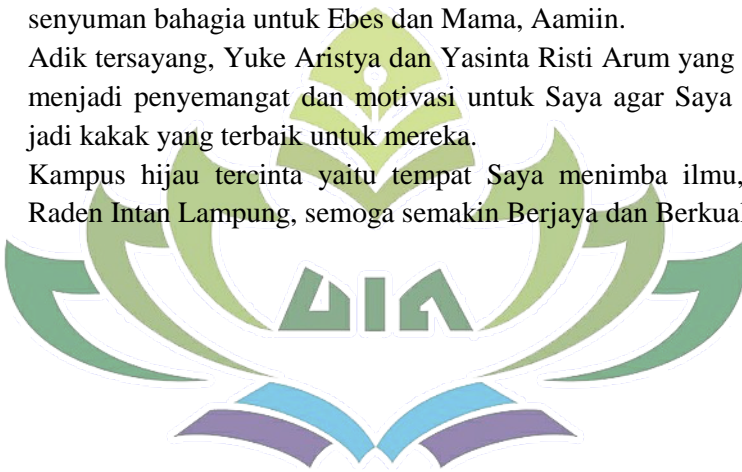 senyuman bahagia untuk Ebes dan Mama, Aamiin.
Adik tersayang, Yuke Aristya dan Yasinta Risti Arum yang
menjadi penyemangat dan motivasi untuk Saya agar Saya
jadi kakak yang terbaik untuk mereka.
Kampus hijau tercinta yaitu tempat Saya menimba ilmu,
Raden Intan Lampung, semoga semakin Berjaya dan